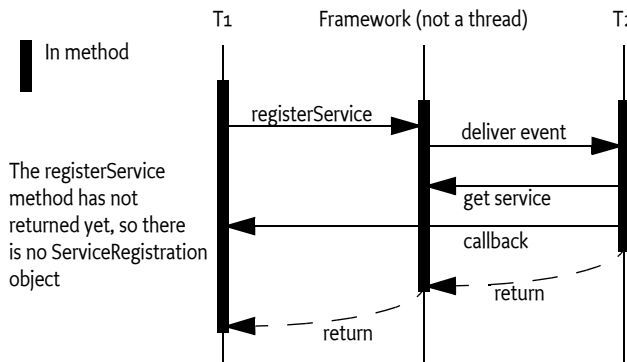 T1
Framework (not a thread)
T2
In method
registerService
deliver event
The registerService
method has not
returned yet, so there
is no ServiceRegistration
object
get service
callback
return
return